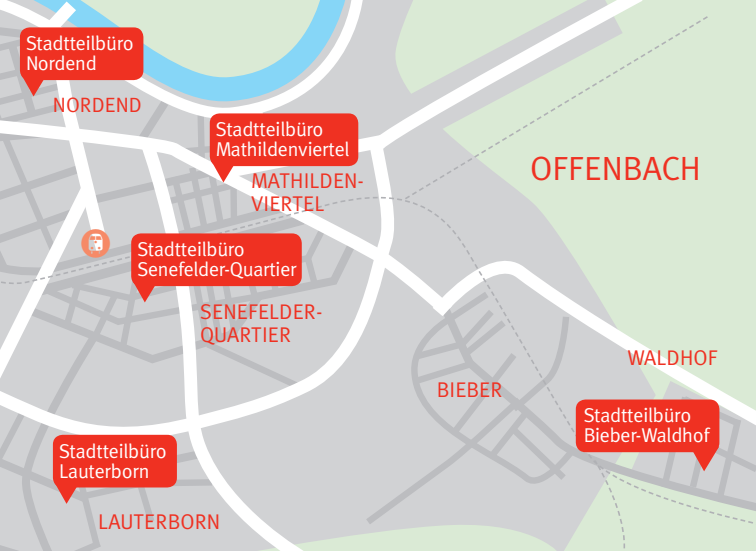 Stadtteilbüro
Nordend
NORDEND
Stadtteilbüro
Mathildenviertel
MATHILDEN-
VIERTEL
OFFENBACH
Stadtteilbüro
Senefelder-Quartier
SENEFELDER-
QUARTIER
WALDHOF
BIEBER
Stadtteilbüro
Bieber-Waldhof
Stadtteilbüro
Lauterborn
LAUTERBORN